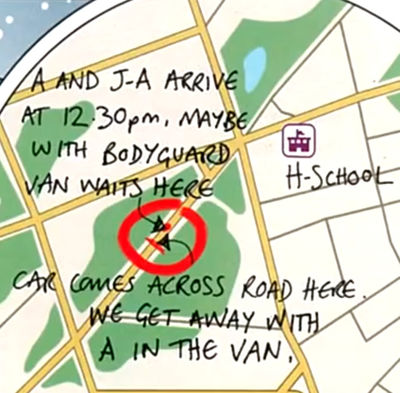 A AND J-A ARRIVE
AT 12.30pm, MAYBE
WITH BODYGUARD
VAN WAITS HERE
H-SCHOOL
CAR COMES ACROSS ROAD HERE.
WE GET AWAY WITH
A IN THE VAN.